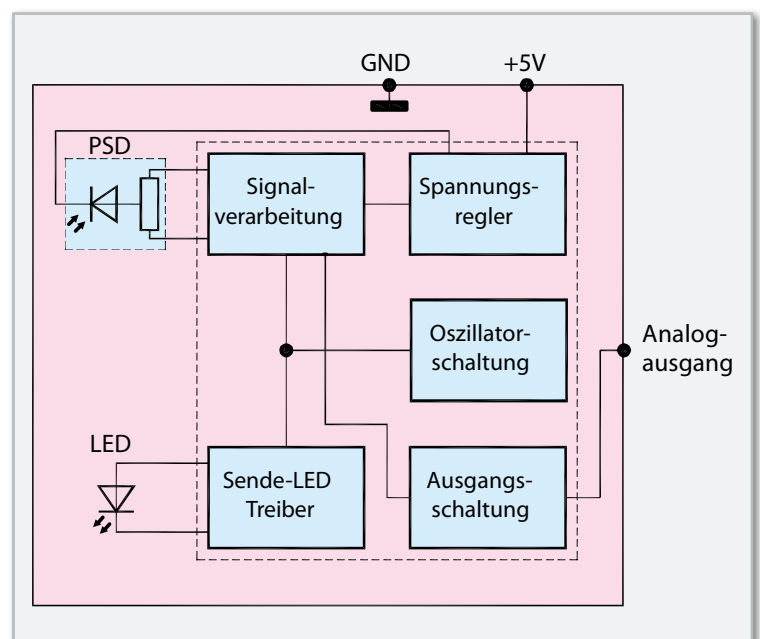 GND
+5V
PSD
Signal-
verarbeitung
Spannungs-
regler
Oszillator-
schaltung
Analog-
ausgang
LED
Sende-LED
Treiber
Ausgangs-
schaltung